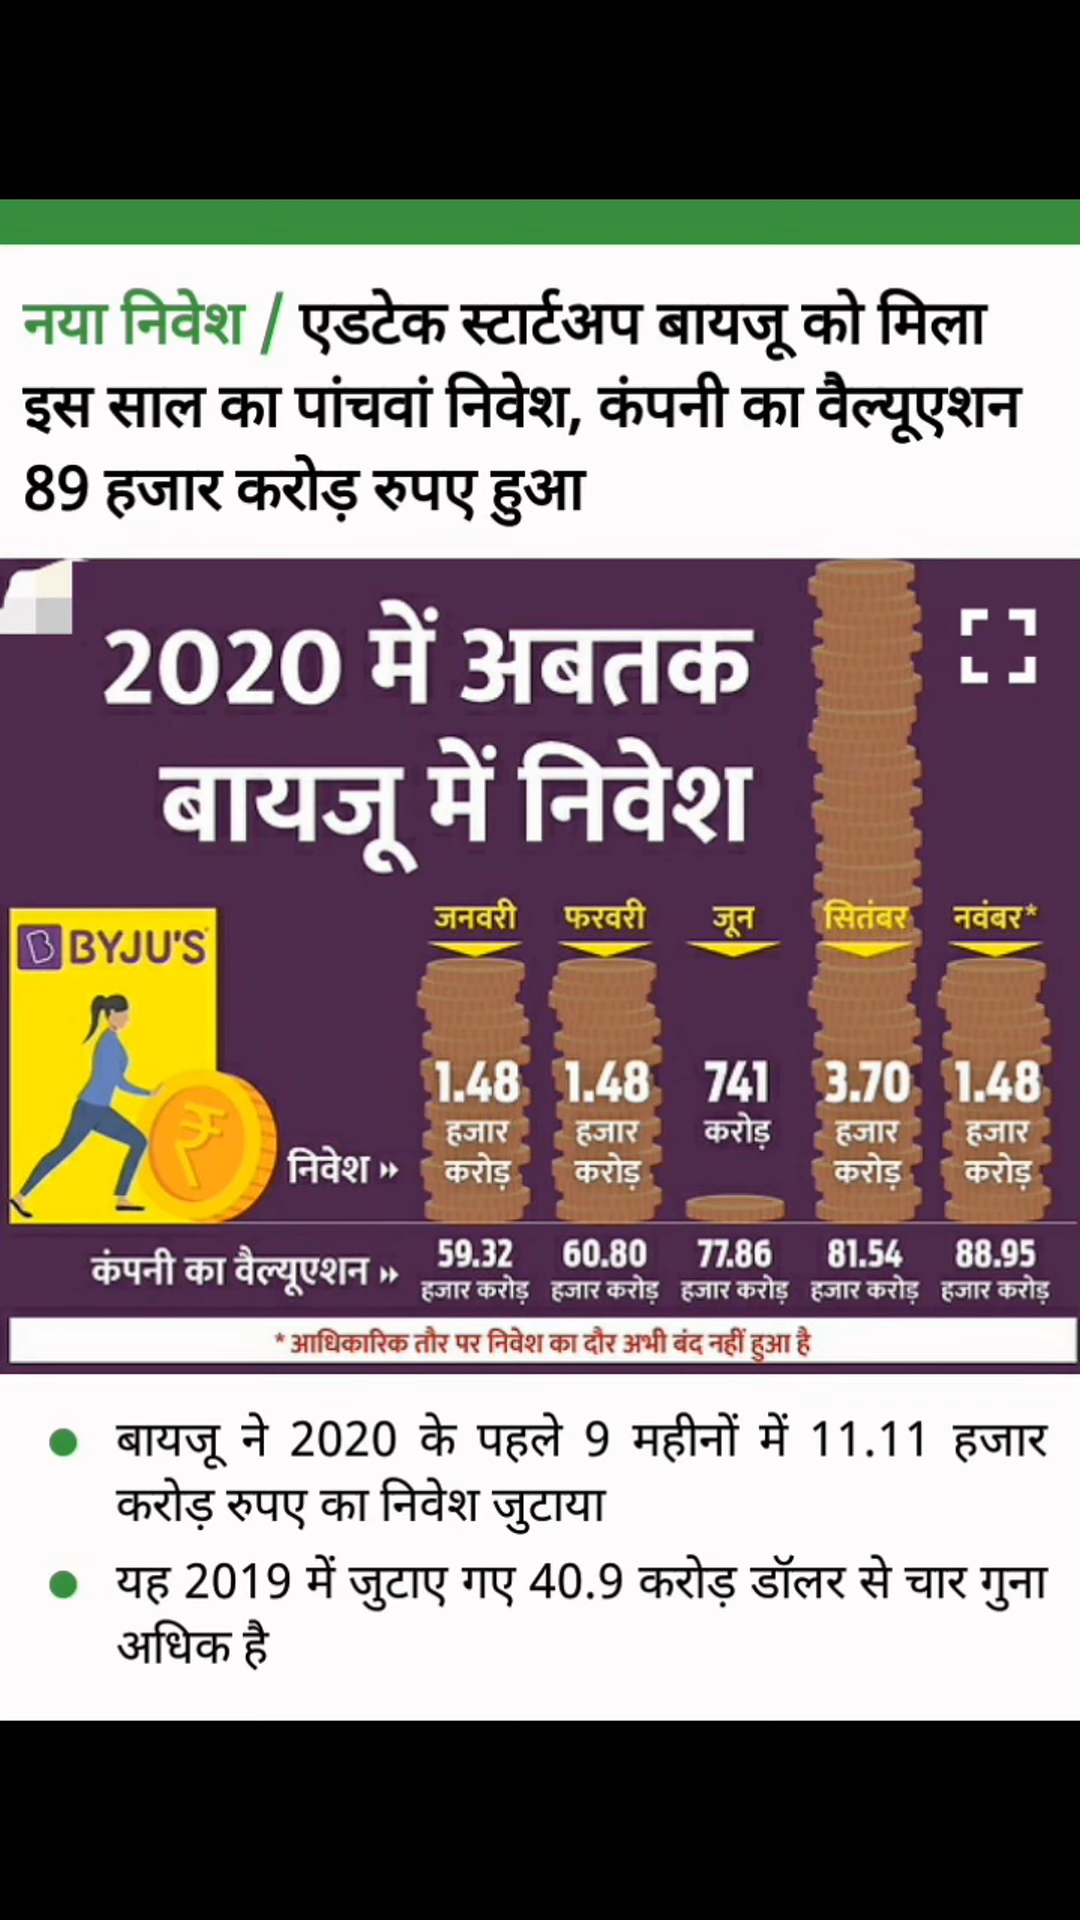 नया निवेश / एडटेक स्टार्टअप बायजू को मिला
इस साल का पांचवां निवेश, कंपनी का वैल्यूएशन
89 हजार करोड़ रुपए हुआ
2020 में अबतक
बायजू में निवेश
जनवरी फरवरी जून सितंबर नवंबर*
B BYJU'S
1.48 1.48 741 3.70 1.48
हजार हजार करोड़ हजार हजार
निवेश » करोड़ करोड़ करोड़ करोड़
59.32 60.80 77.86 81.54 88.95
कंपनी का वैल्यूएशन » हजार करोड़ हजार करोड़ हजार करोड़ हजार करोड़ हजार करोड़
* आधिकारिक तौर पर निवेश का दौर अभी बंद नहीं हुआ है
बायजू ने 2020 के पहले 9 महीनों में 11.11 हजार
करोड़ रुपए का निवेश जुटाया
यह 2019 में जुटाए गए 40.9 करोड़ डॉलर से चार गुना
अधिक है